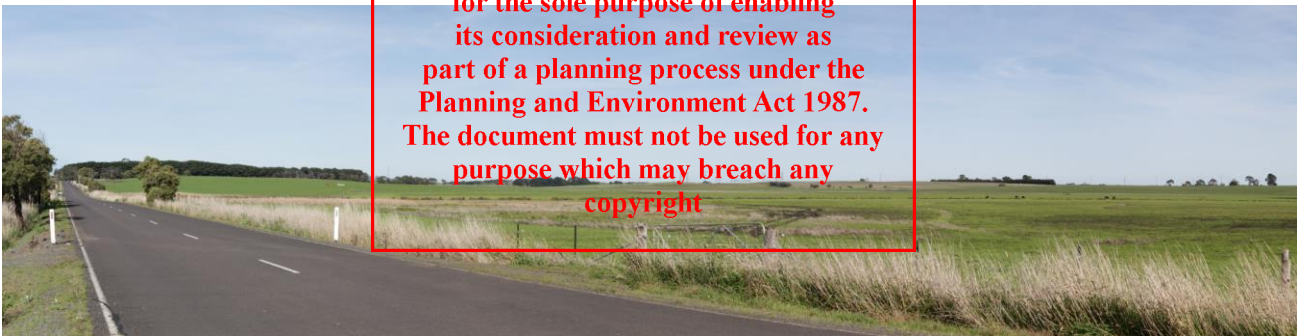 for the sole purpose of enabling
its consideration and review as
part of a planning process under the
Planning and Environment Act 1987.
The document must not be used for any
purpose which may breach any
copyright